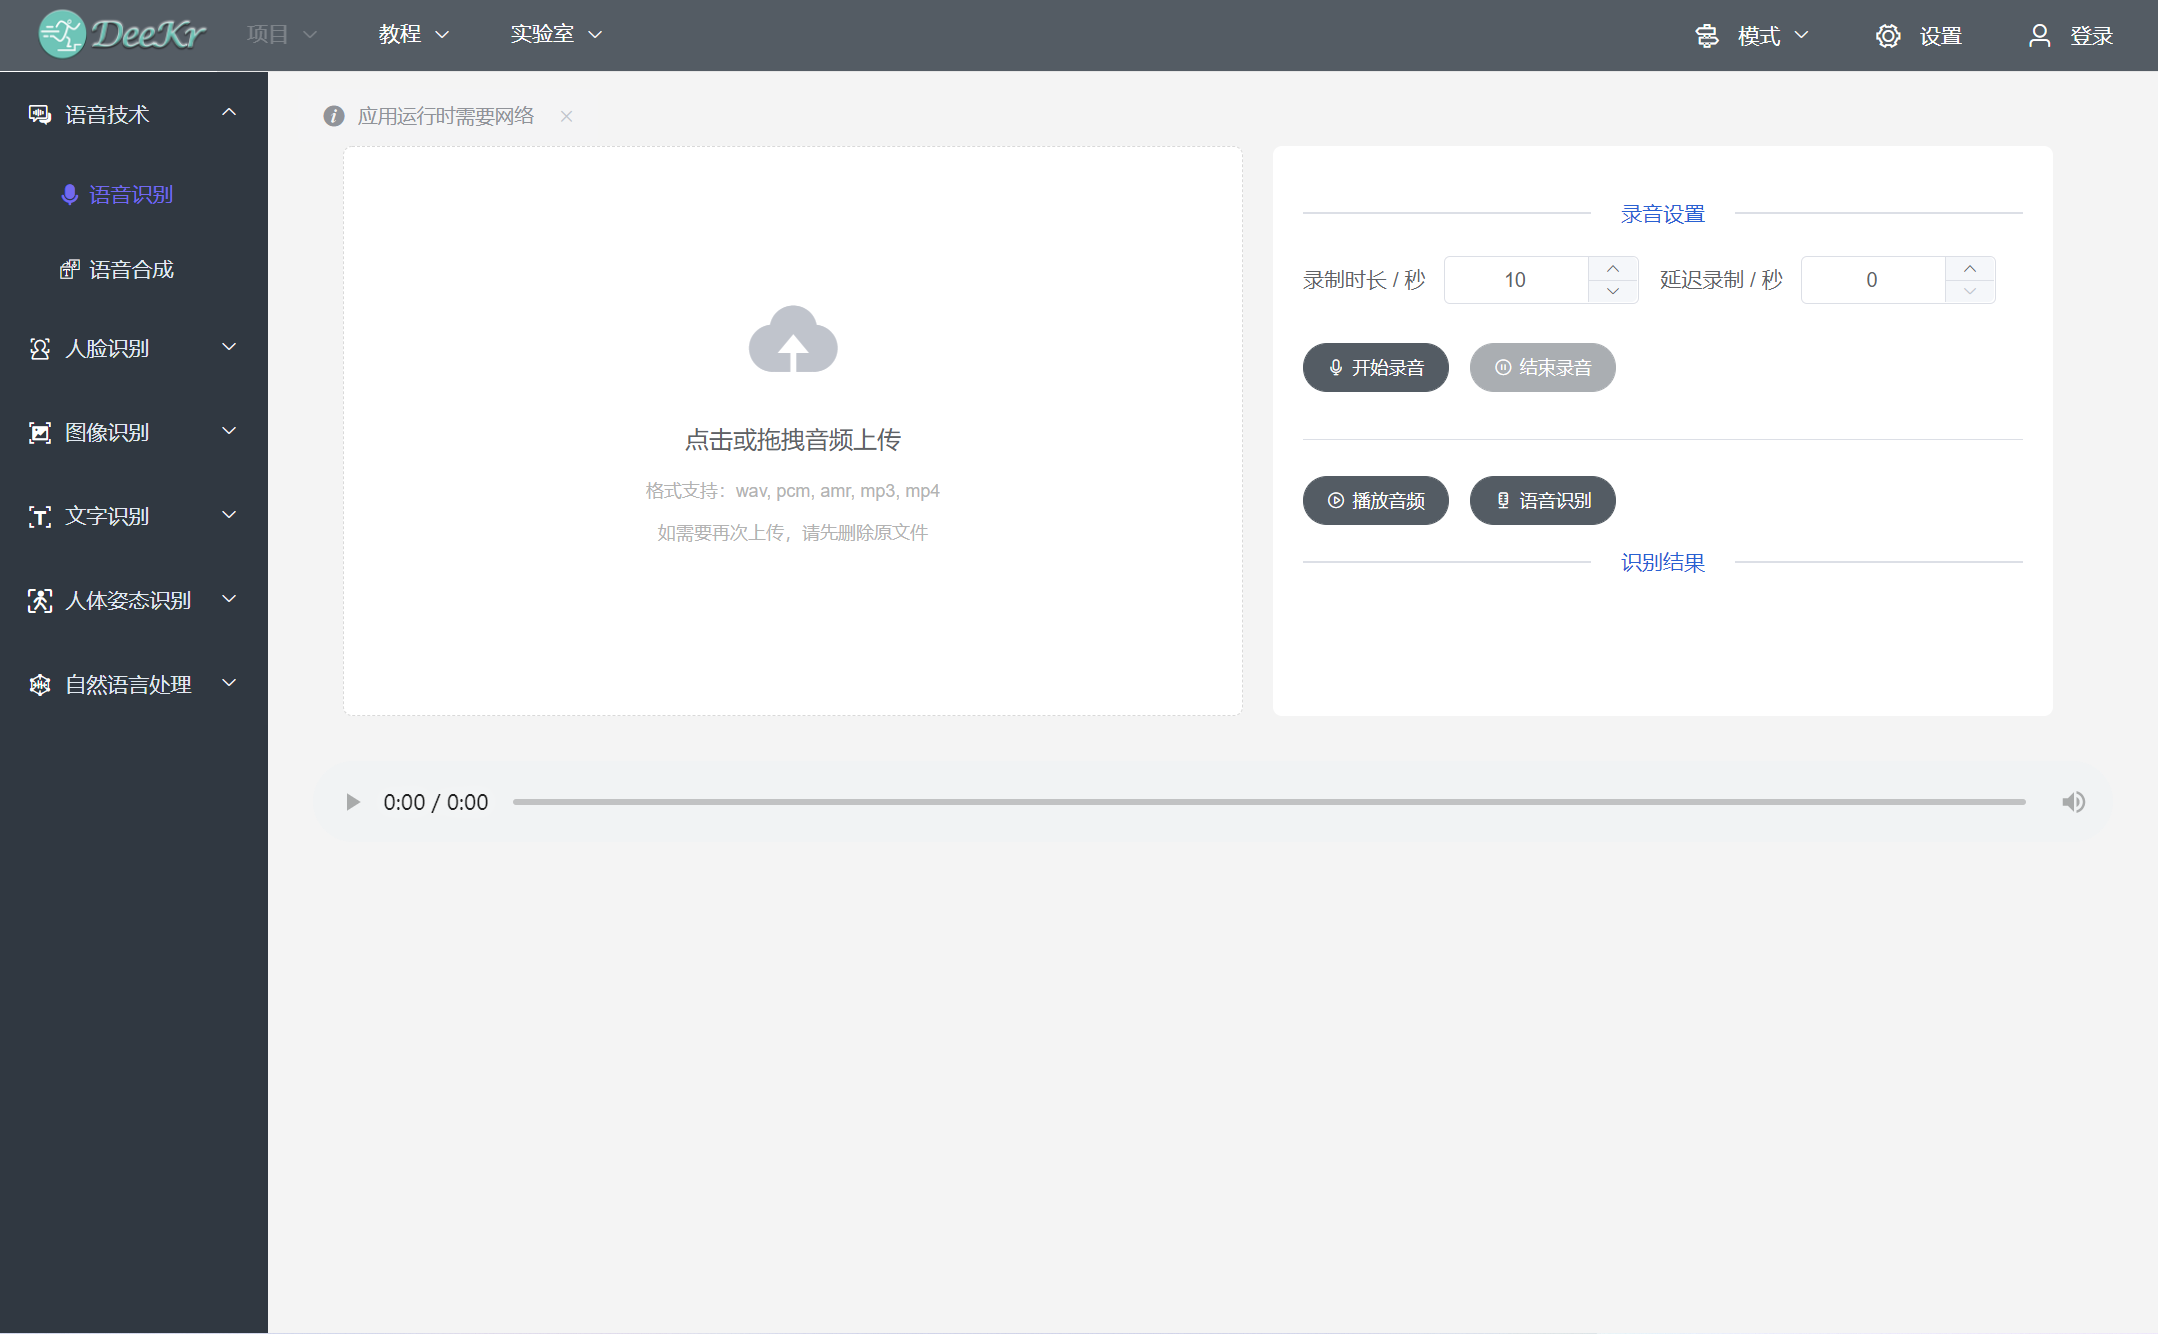 DeeKr 项目 教程 实验室 模式 设置 登录
语音技术
语音识别
语音合成
人脸识别
图像识别
文字识别
人体姿态识别
自然语言处理
应用运行时需要网络
点击或拖拽音频上传
格式支持：wav, pcm, amr, mp3, mp4
如需要再次上传，请先删除原文件
录音设置
录制时长 / 秒 10 延迟录制 / 秒 0
开始录音 结束录音
播放音频 语音识别
识别结果
0:00 / 0:00